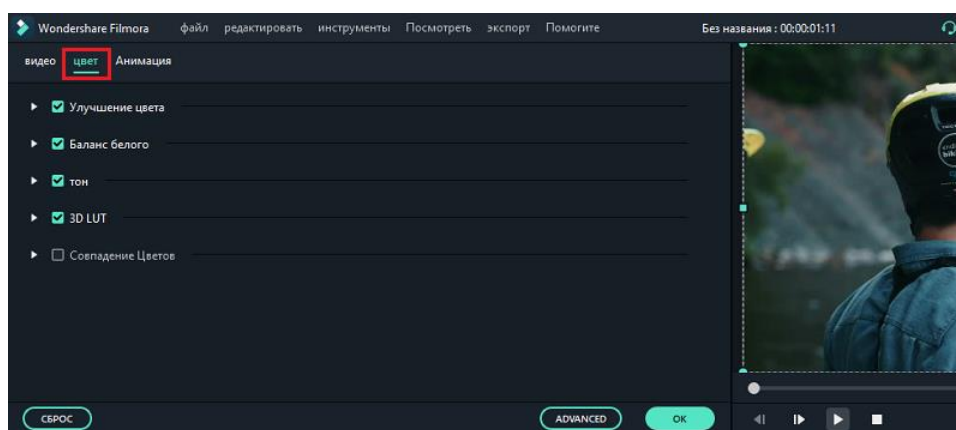 Wondershare Filmora файл редактировать инструменты Посмотреть экспорт Помогите Без названия : 00:00:01:11
видео цвет Анимация
Улучшение цвета
Баланс белого
тон
3D LUT
Совпадение Цветов
СБРОС ADVANCED OK